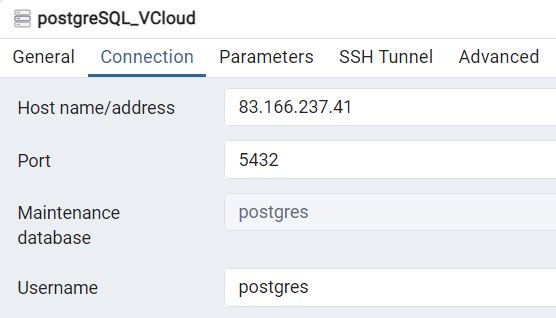 postgreSQL_VCloud
General Connection Parameters SSH Tunnel Advanced
Host name/address 83.166.237.41
Port 5432
Maintenance database postgres
Username postgres